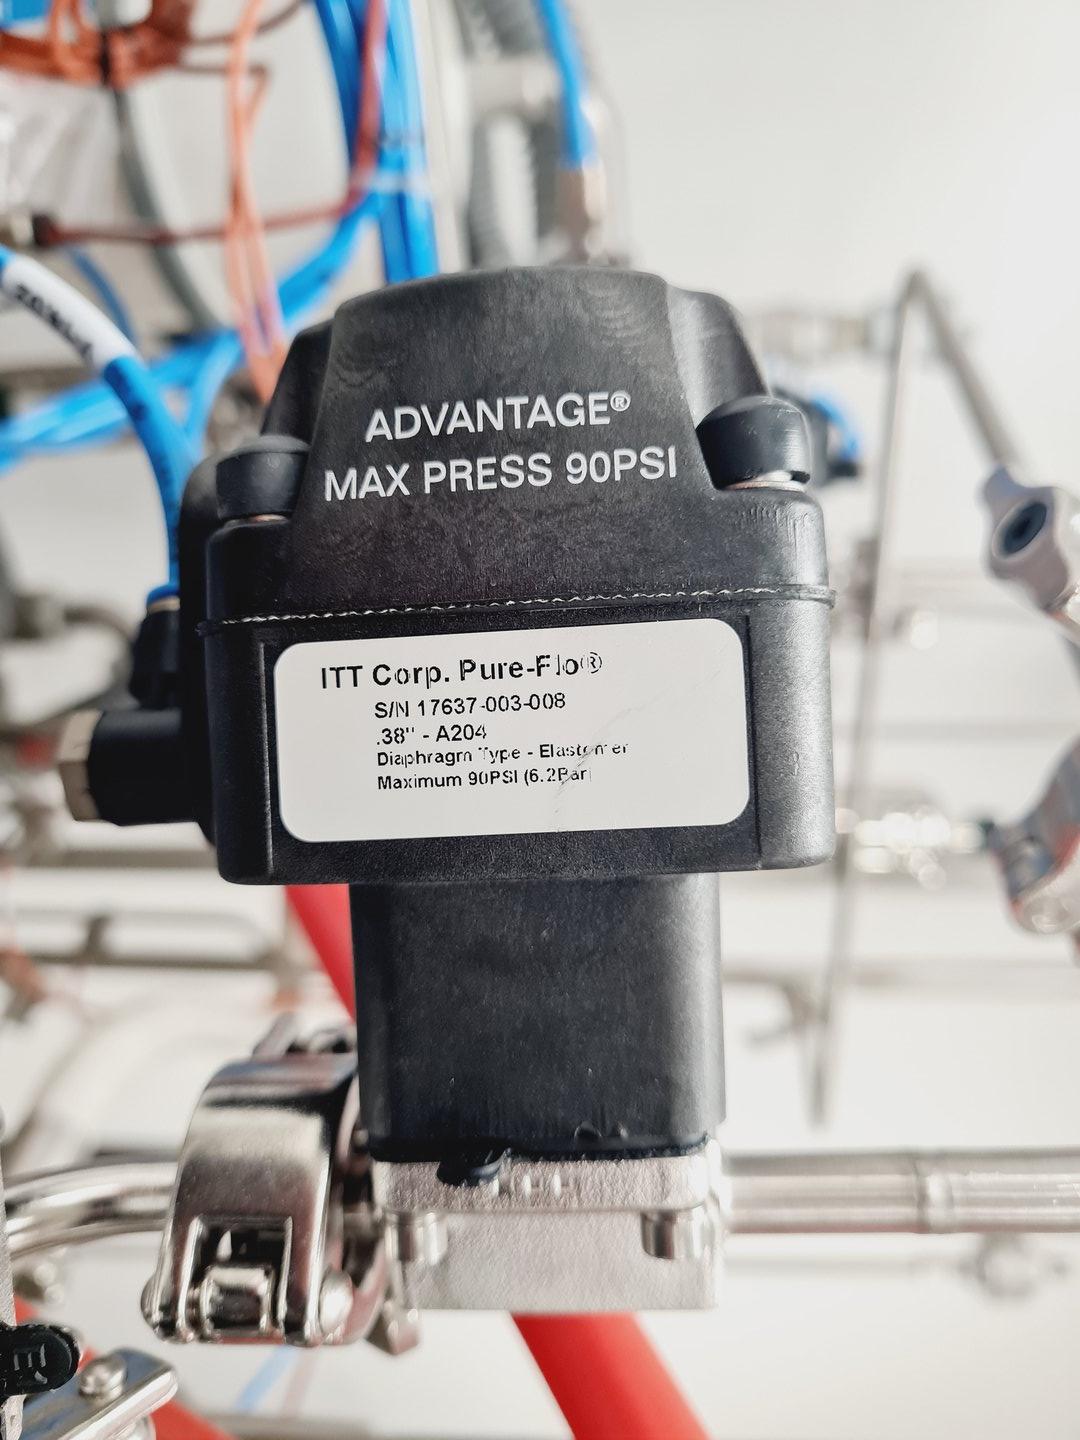 ADVANTAGE®
MAX PRESS 90PSI
ITT Corp. Pure-Flo®
S/N 17637-003-008
.38" - A204
Diaphragm Type - Elastomer
Maximum 90PSI (6.2Bar)